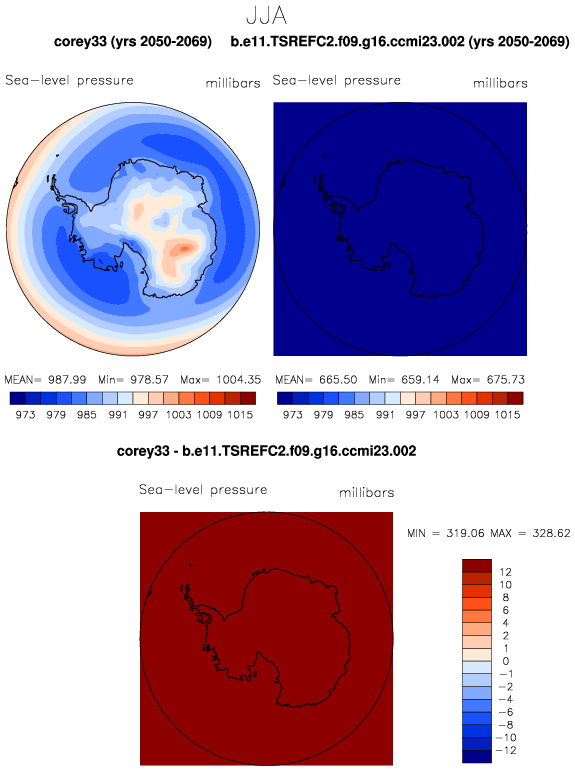 JJA
corey33 (yrs 2050-2069) b.e11.TSREFC2.f09.g16.ccmi23.002 (yrs 2050-2069)
Sea-level pressure millibars Sea-level pressure millibars
MEAN= 987.99 Min= 978.57 Max= 1004.35 MEAN= 665.50 Min= 659.14 Max= 675.73
973 979 985 991 997 1003 1009 1015 973 979 985 991 997 1003 1009 1015
corey33 - b.e11.TSREFC2.f09.g16.ccmi23.002
Sea-level pressure millibars
MIN = 319.06 MAX = 328.62
12
10
8
6
4
2
1
0
-1
-2
-4
-6
-8
-10
-12